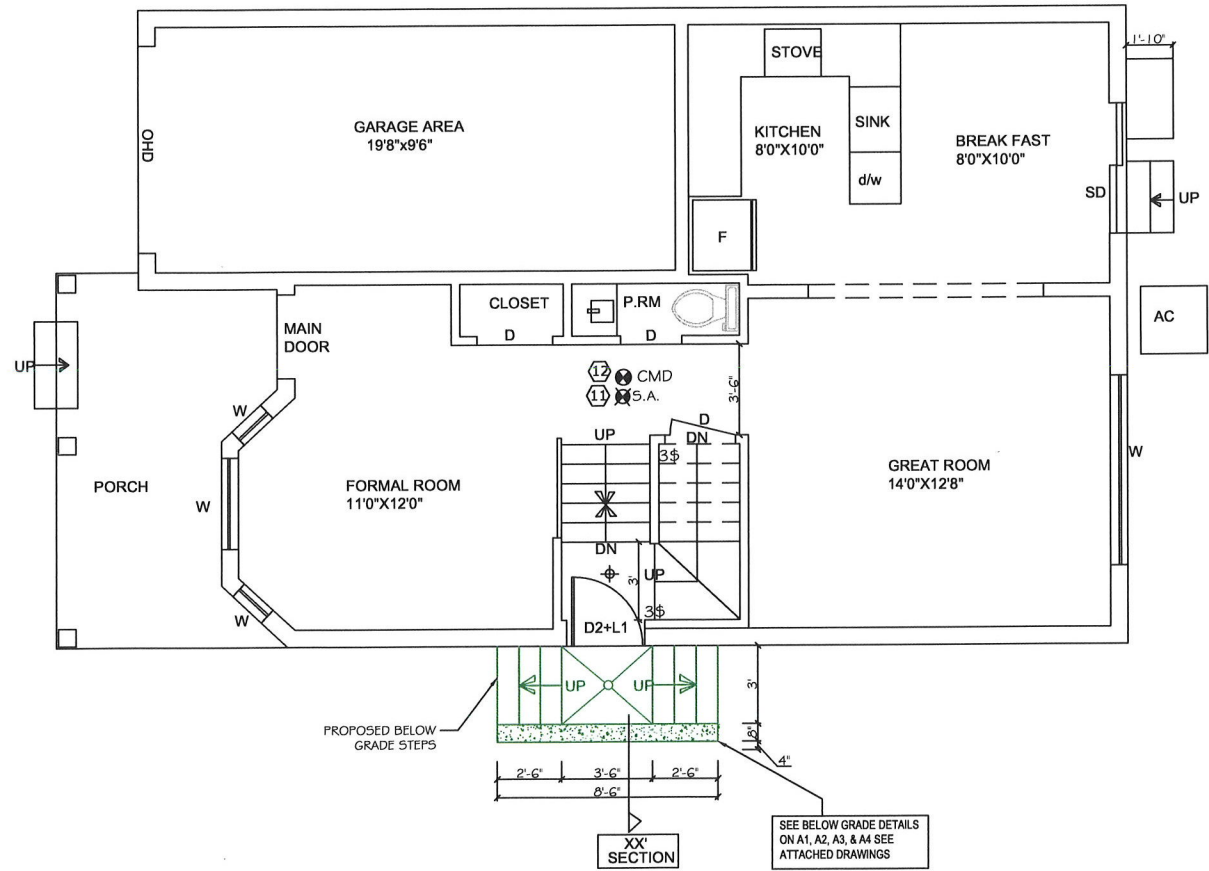 STOVE
1'-10"
GARAGE AREA
19'8"x9'6"
OHD
KITCHEN
8'0"X10'0"
SINK
d/w
BREAK FAST
8'0"X10'0"
SD
UP
F
CLOSET
D
P.RM
D
MAIN
DOOR
AC
UP
12
CMD
11
S.A.
3'-6"
W
D
UP
DN
3$
W
PORCH
W
FORMAL ROOM
11'0"X12'0"
GREAT ROOM
14'0"X12'8"
DN
3'
UP
3$
W
D2+L1
UP
UP
3'
PROPOSED BELOW
GRADE STEPS
8"
4"
2'-6"
3'-6"
2'-6"
8'-6"
XX'
SECTION
SEE BELOW GRADE DETAILS
ON A1, A2, A3, & A4 SEE
ATTACHED DRAWINGS